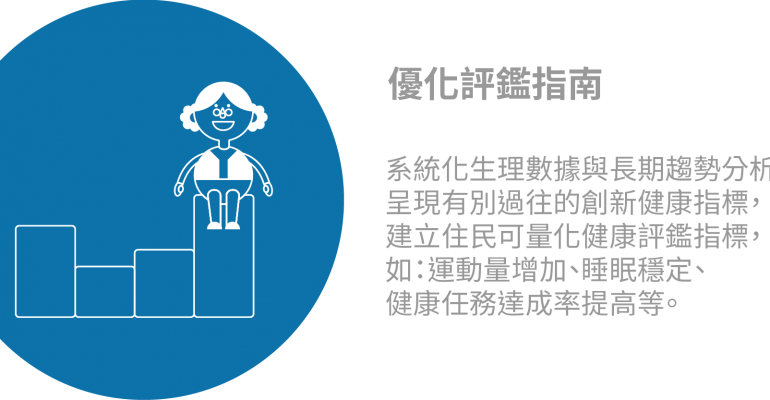 優化評鑑指南
系統化生理數據與長期趨勢分析
呈現有別過往的創新健康指標，
建立住民可量化健康評鑑指標，
如：運動量增加、睡眠穩定、
健康任務達成率提高等。